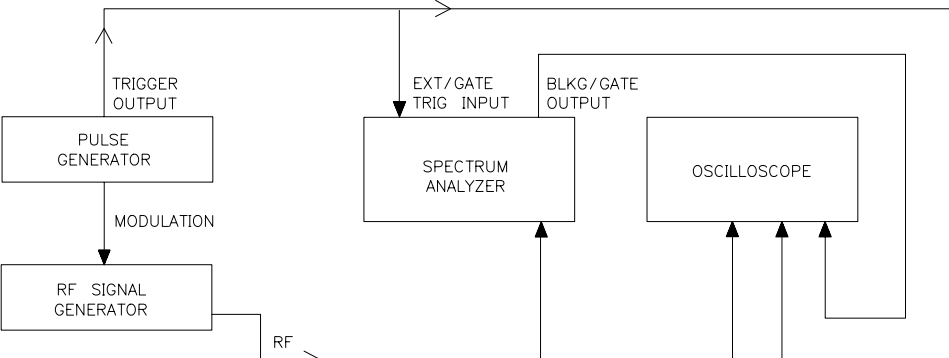 TRIGGER
OUTPUT
EXT/GATE
TRIG INPUT
BLKG/GATE
OUTPUT
PULSE
GENERATOR
SPECTRUM
ANALYZER
OSCILLOSCOPE
MODULATION
RF SIGNAL
GENERATOR
RF